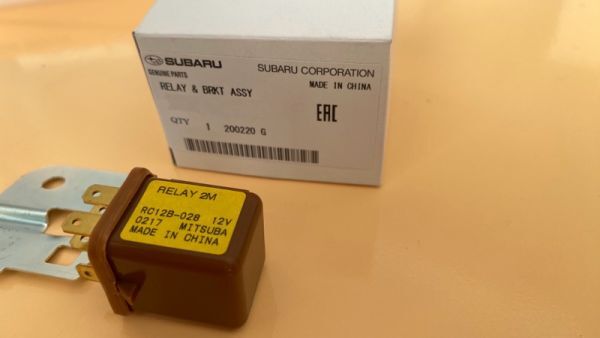 SUBARU
SUBARU CORPORATION
GENUINE PARTS
MADE IN CHINA
RELAY & BRKT ASSY
EAC
QTY 1 200220 G
RELAY 2M
RC12B-028 12V
0217 MITSUBA
MADE IN CHINA